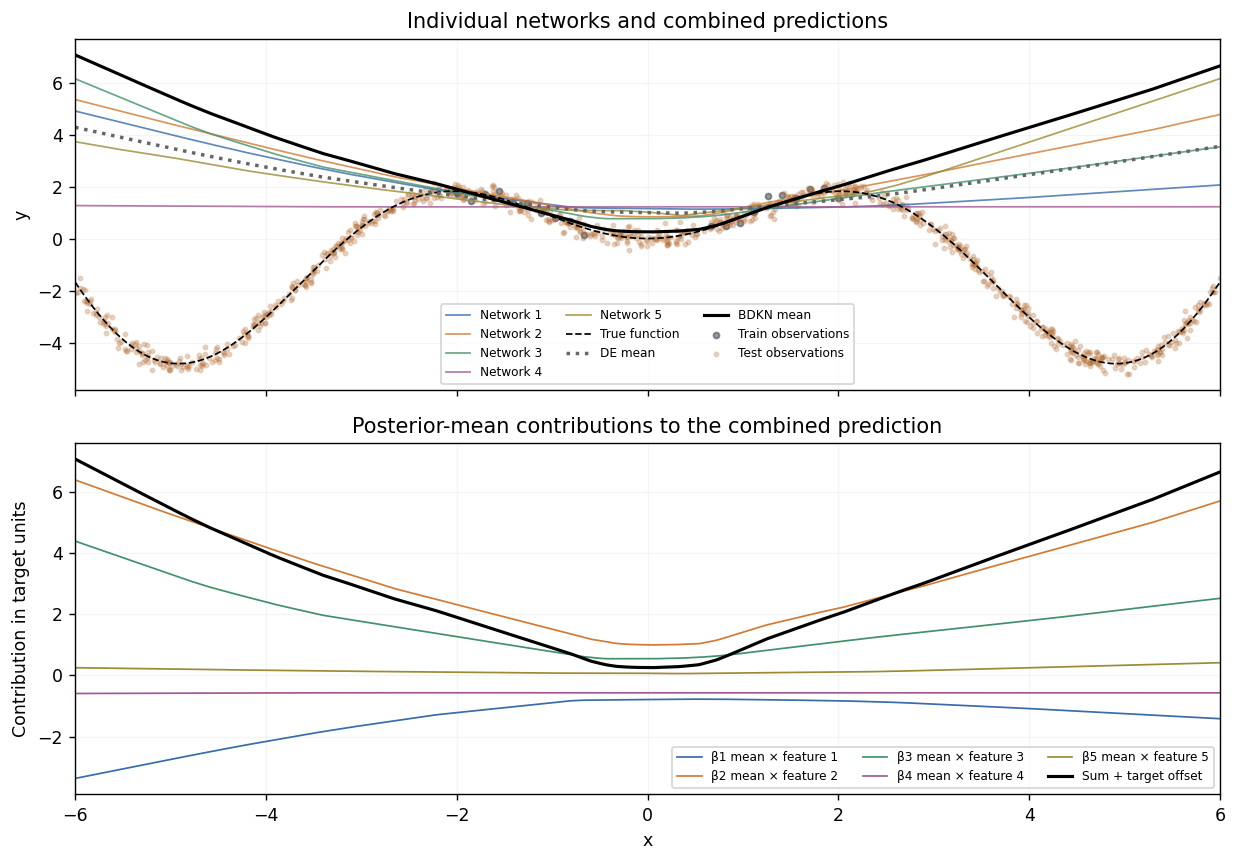 Individual networks and combined predictions
6
4
2
0
−2
−4
y
Network 1
Network 2
Network 3
Network 4
Network 5
True function
DE mean
BDKN mean
Train observations
Test observations
Posterior-mean contributions to the combined prediction
6
4
2
0
−2
Contribution in target units
β1 mean × feature 1
β2 mean × feature 2
β3 mean × feature 3
β4 mean × feature 4
β5 mean × feature 5
Sum + target offset
−6 −4 −2 0 2 4 6
x